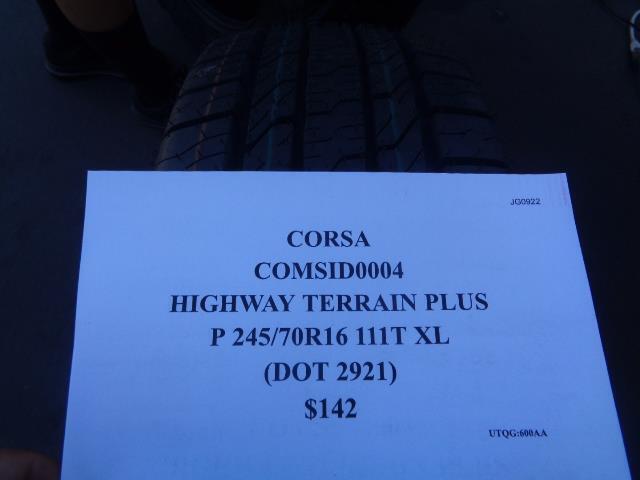 JG0922
CORSA
COMSID0004
HIGHWAY TERRAIN PLUS
P 245/70R16 111T XL
(DOT 2921)
$142
UTQG:600AA